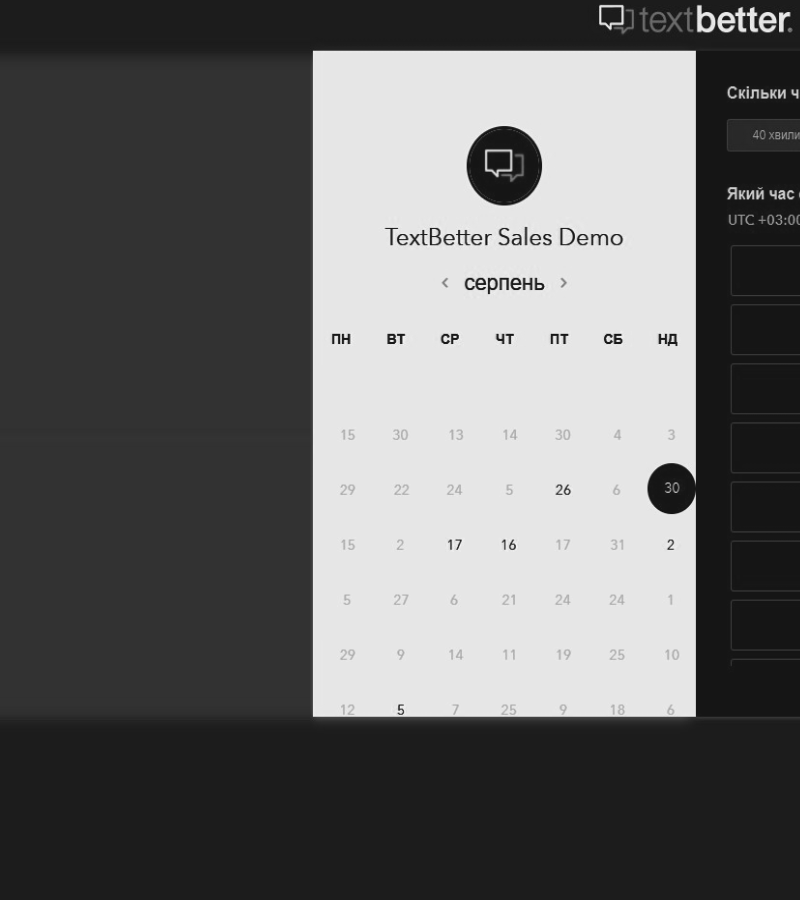 textbetter.
TextBetter Sales Demo
серпень
ПН ВТ СР ЧТ ПТ СБ НД
15 30 13 14 30 4 3
29 22 24 5 26 6 30
15 2 17 16 17 31 2
5 27 6 21 24 24 1
29 9 14 11 19 25 10
12 5 7 25 9 18 6
Скільки ч
40 хвили
Який час
UTC +03:00